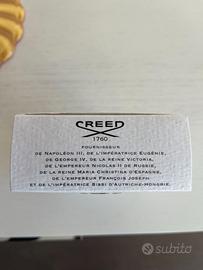 CREED
1760
FOURNISSEUR
DE NAPOLÉON III, DE L'IMPÉRATRICE EUGÉNIE,
DE GEORGE IV, DE LA REINE VICTORIA,
DE L'EMPEREUR NICOLAS II DE RUSSIE,
DE LA REINE MARIA CHRISTINA D'ESPAGNE,
DE L'EMPEREUR FRANÇOIS JOSEPH
ET DE L'IMPÉRATRICE SISSI D'AUTRICHE-HONGRIE.
subito